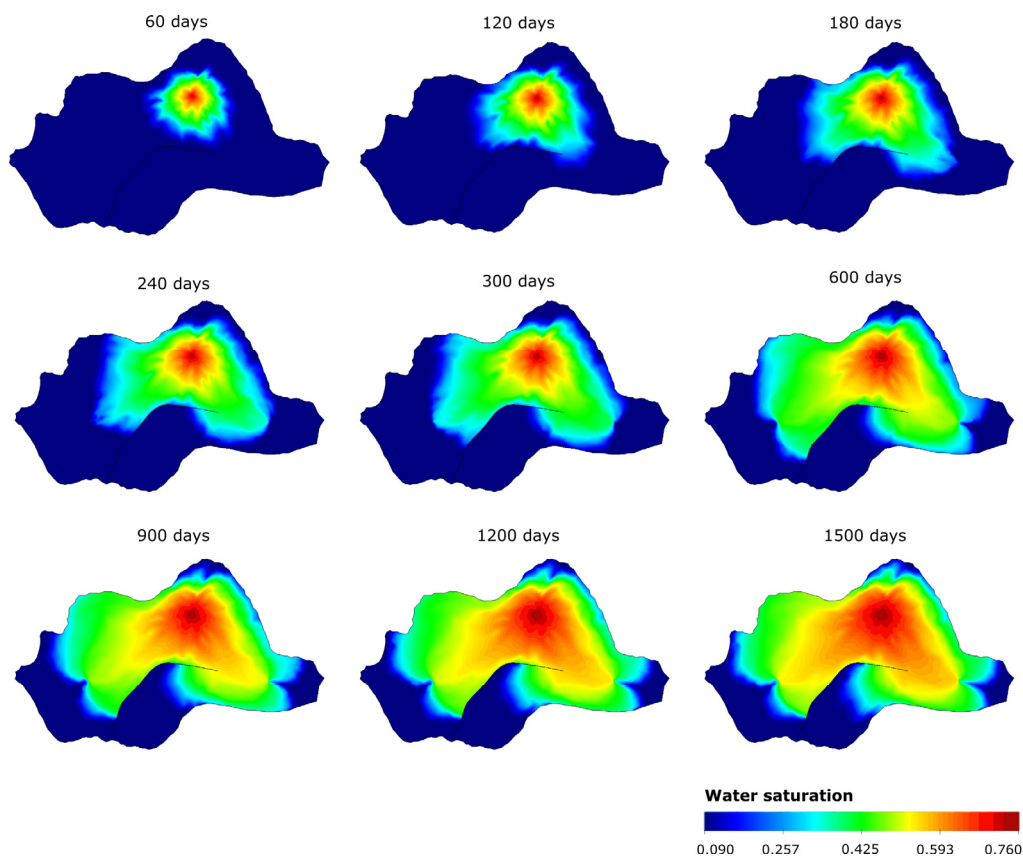 60 days
120 days
180 days
240 days
300 days
600 days
900 days
1200 days
1500 days
Water saturation
0.090 0.257 0.425 0.593 0.760